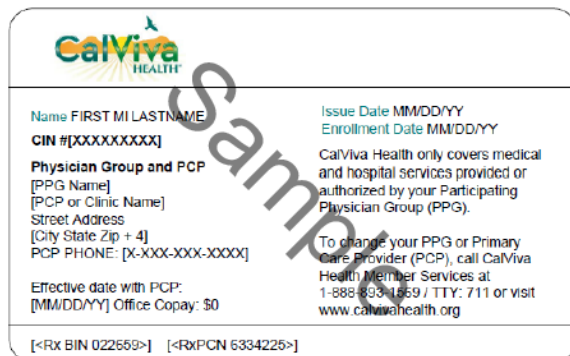 CalViva
HEALTH™
Name FIRST MI LASTNAME
CIN #[XXXXXXXXX]
Physician Group and PCP
[PPG Name]
[PCP or Clinic Name]
Street Address
[City State Zip + 4]
PCP PHONE: [X-XXX-XXX-XXXX]
Effective date with PCP:
[MM/DD/YY] Office Copay: $0
Issue Date MM/DD/YY
Enrollment Date MM/DD/YY
CalViva Health only covers medical
and hospital services provided or
authorized by your Participating
Physician Group (PPG).
To change your PPG or Primary
Care Provider (PCP), call CalViva
Health Member Services at
1-888-893-1569 / TTY: 711 or visit
www.calvivahealth.org
[<Rx BIN 022659>] [<RxPCN 6334225>]
Sample